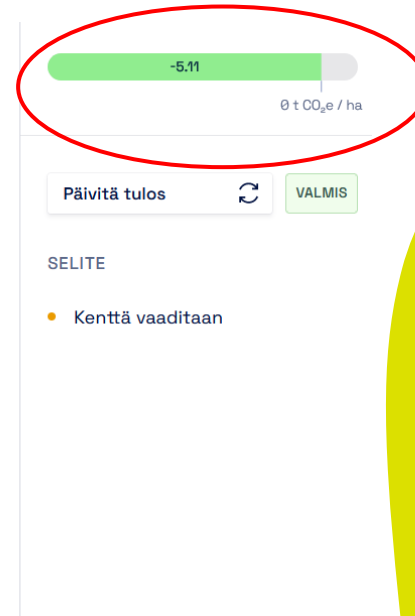 -5.11
0 t CO₂e / ha
Päivitä tulos
VALMIS
SELITE
Kenttä vaaditaan